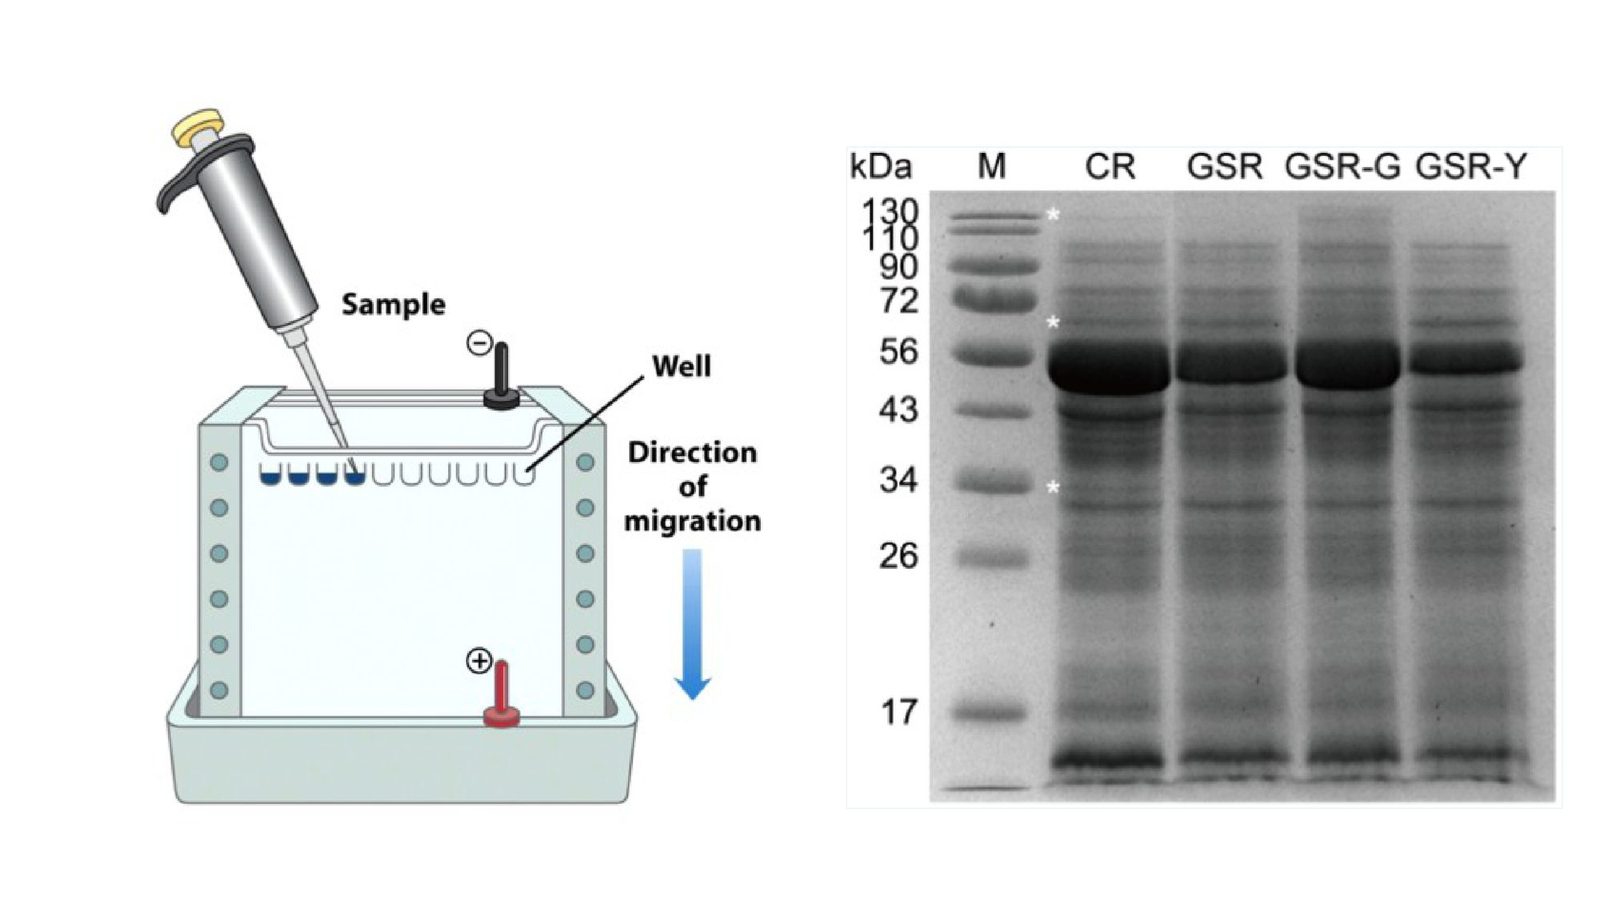 Sample
−
Well
Direction
of
migration
+
kDa M CR GSR GSR-G GSR-Y
130 *
110
90
72
*
56
43
34 *
26
17